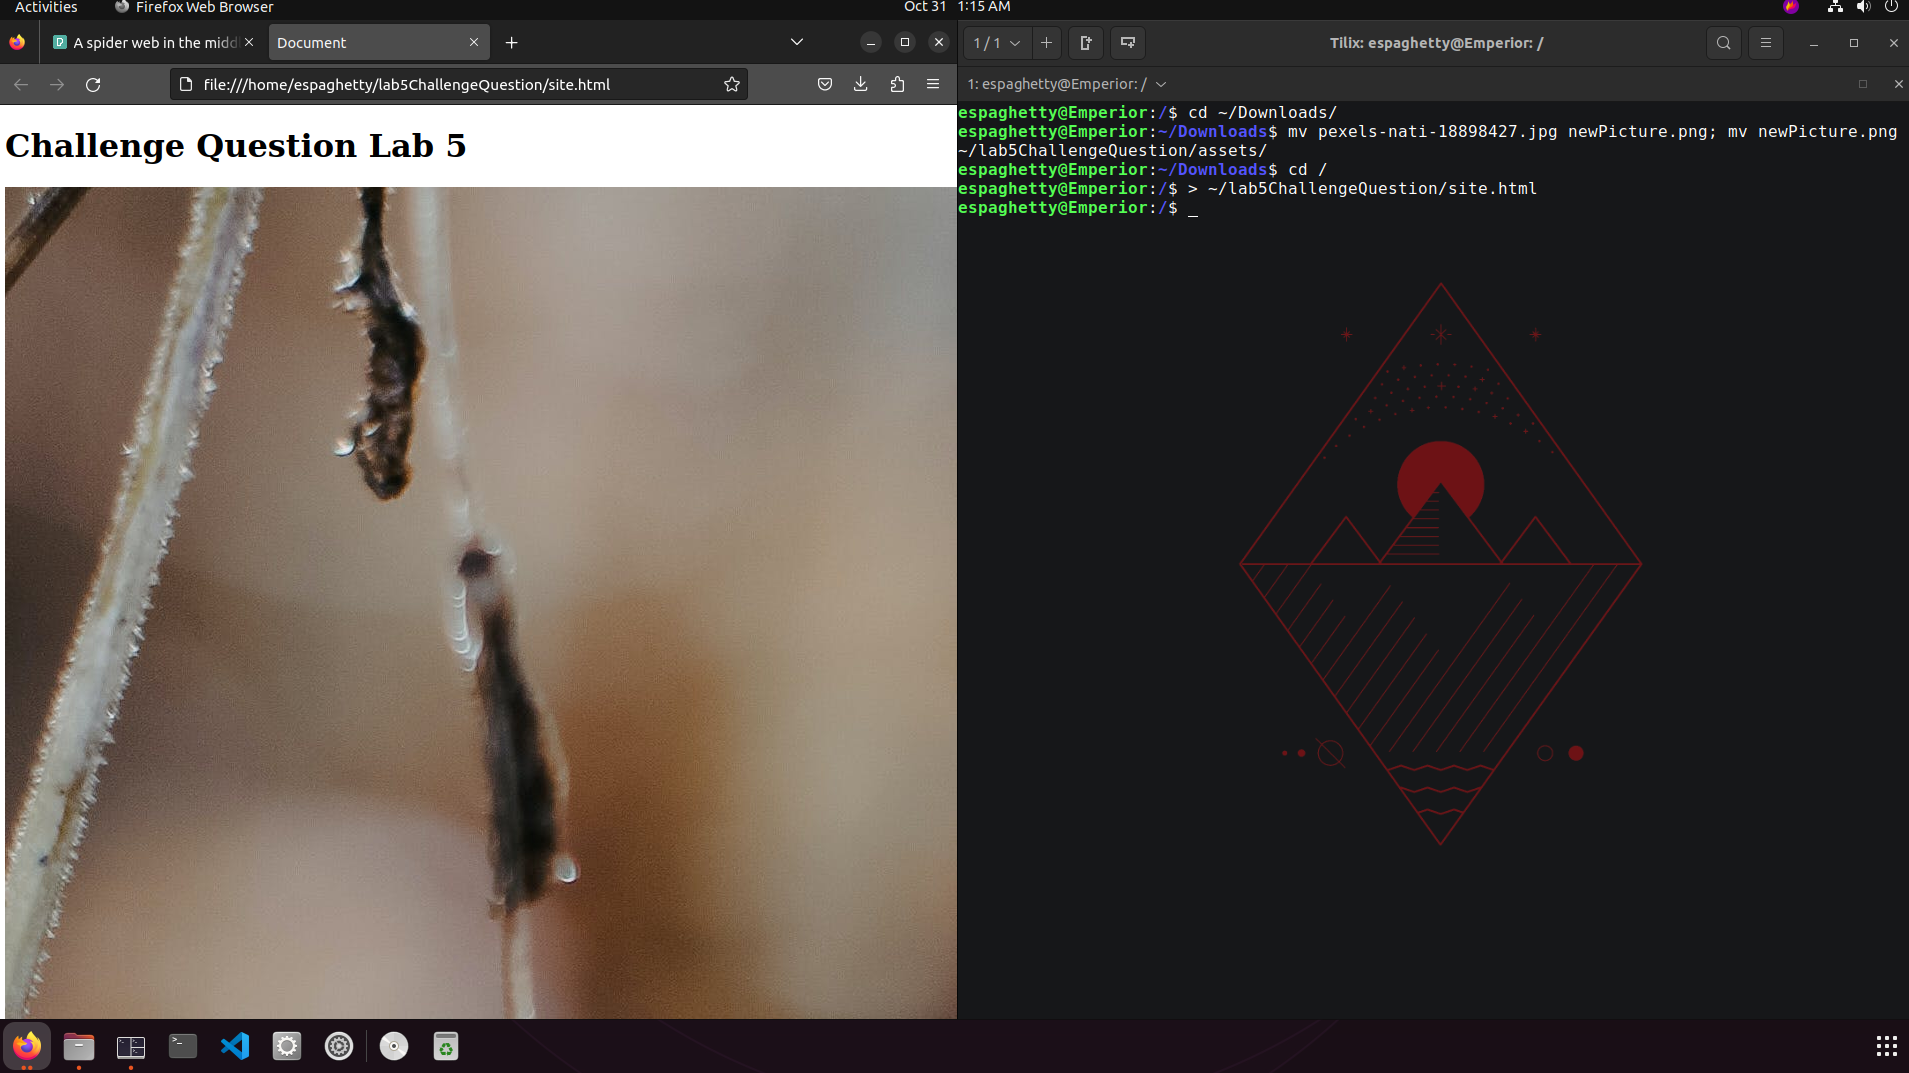 Activities
Firefox Web Browser
Oct 31 1:15 AM
A spider web in the midd
Document
file:///home/espaghetty/lab5ChallengeQuestion/site.html
Challenge Question Lab 5
1 / 1
Tilix: espaghetty@Emperior: /
1: espaghetty@Emperior: /
espaghetty@Emperior:/$ cd ~/Downloads/
espaghetty@Emperior:~/Downloads$ mv pexels-nati-18898427.jpg newPicture.png; mv newPicture.png
~/lab5ChallengeQuestion/assets/
espaghetty@Emperior:~/Downloads$ cd /
espaghetty@Emperior:/$ > ~/lab5ChallengeQuestion/site.html
espaghetty@Emperior:/$ _